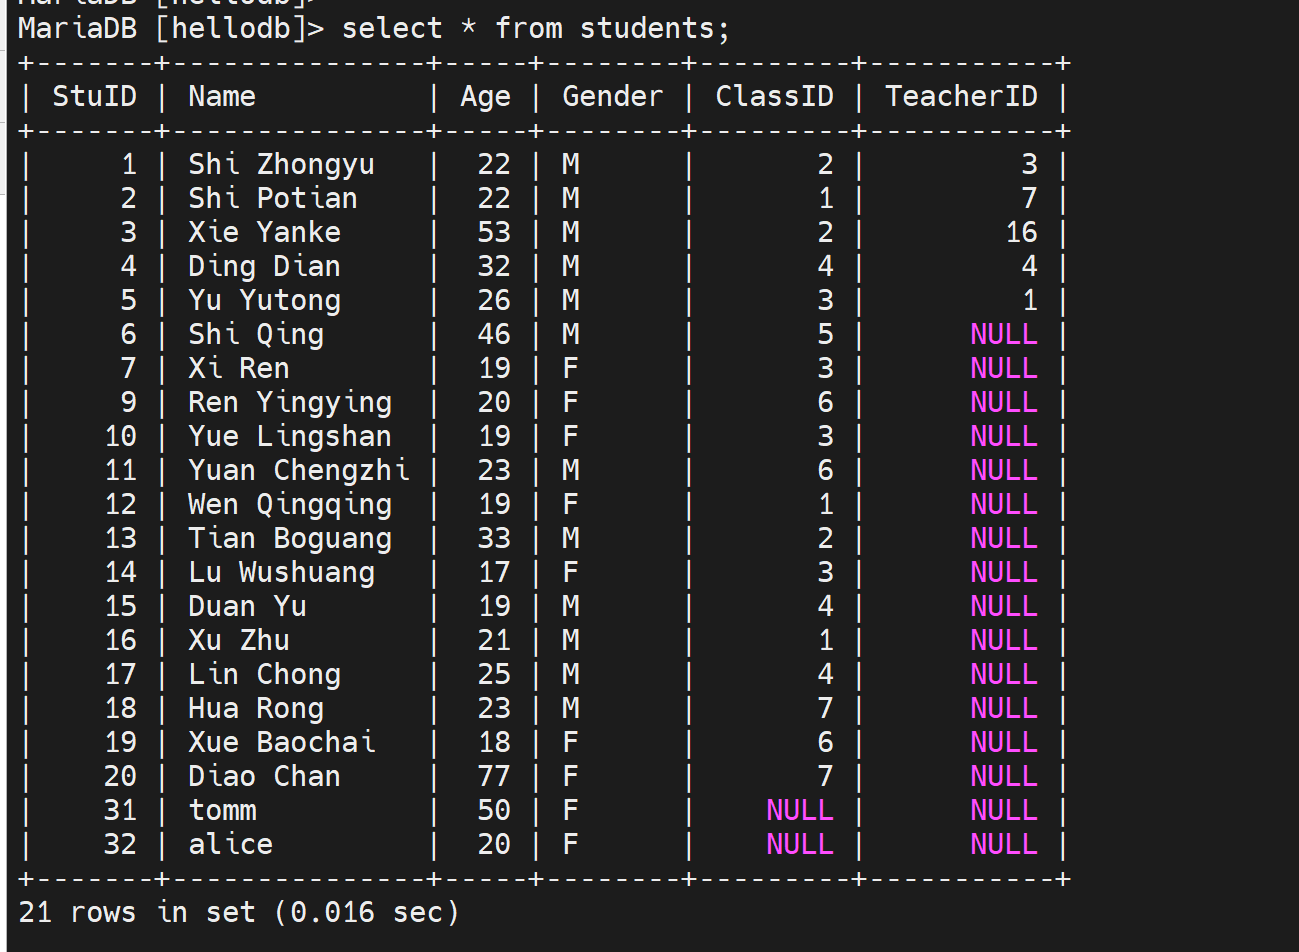 MariaDB [hellodb]>
MariaDB [hellodb]> select * from students;
+-------+---------------+-----+--------+---------+-----------+
| StuID | Name          | Age | Gender | ClassID | TeacherID |
+-------+---------------+-----+--------+---------+-----------+
|     1 | Shi Zhongyu   |  22 | M      |       2 |         3 |
|     2 | Shi Potian    |  22 | M      |       1 |         7 |
|     3 | Xie Yanke     |  53 | M      |       2 |        16 |
|     4 | Ding Dian     |  32 | M      |       4 |         4 |
|     5 | Yu Yutong     |  26 | M      |       3 |         1 |
|     6 | Shi Qing      |  46 | M      |       5 |      NULL |
|     7 | Xi Ren        |  19 | F      |       3 |      NULL |
|     9 | Ren Yingying  |  20 | F      |       6 |      NULL |
|    10 | Yue Lingshan  |  19 | F      |       3 |      NULL |
|    11 | Yuan Chengzhi |  23 | M      |       6 |      NULL |
|    12 | Wen Qingqing  |  19 | F      |       1 |      NULL |
|    13 | Tian Boguang  |  33 | M      |       2 |      NULL |
|    14 | Lu Wushuang   |  17 | F      |       3 |      NULL |
|    15 | Duan Yu       |  19 | M      |       4 |      NULL |
|    16 | Xu Zhu        |  21 | M      |       1 |      NULL |
|    17 | Lin Chong     |  25 | M      |       4 |      NULL |
|    18 | Hua Rong      |  23 | M      |       7 |      NULL |
|    19 | Xue Baochai   |  18 | F      |       6 |      NULL |
|    20 | Diao Chan     |  77 | F      |       7 |      NULL |
|    31 | tomm          |  50 | F      |    NULL |      NULL |
|    32 | alice         |  20 | F      |    NULL |      NULL |
+-------+---------------+-----+--------+---------+-----------+
21 rows in set (0.016 sec)